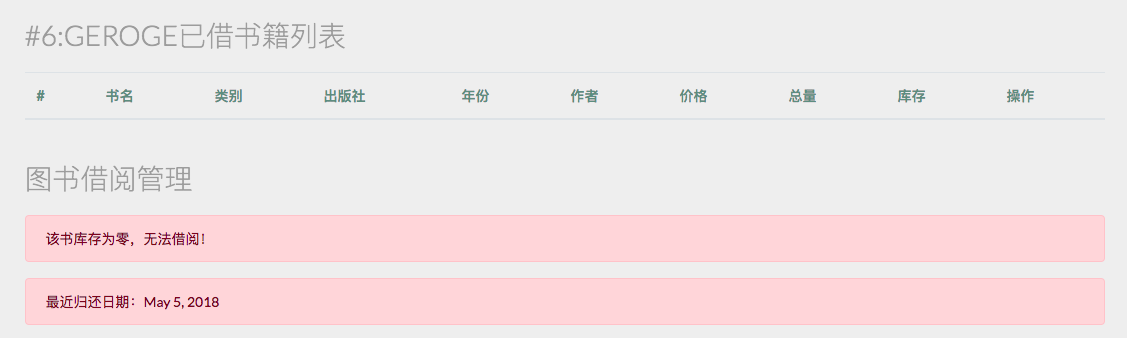 #6:GEROGE已借书籍列表
# 书名 类别 出版社 年份 作者 价格 总量 库存 操作
图书借阅管理
该书库存为零，无法借阅！
最近归还日期：May 5, 2018